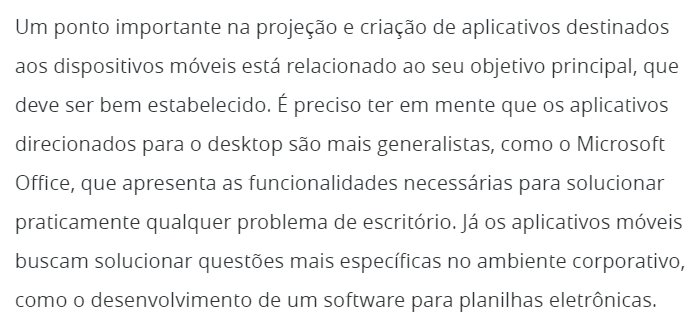 Um ponto importante na projeção e criação de aplicativos destinados
aos dispositivos móveis está relacionado ao seu objetivo principal, que
deve ser bem estabelecido. É preciso ter em mente que os aplicativos
direcionados para o desktop são mais generalistas, como o Microsoft
Office, que apresenta as funcionalidades necessárias para solucionar
praticamente qualquer problema de escritório. Já os aplicativos móveis
buscam solucionar questões mais específicas no ambiente corporativo,
como o desenvolvimento de um software para planilhas eletrônicas.